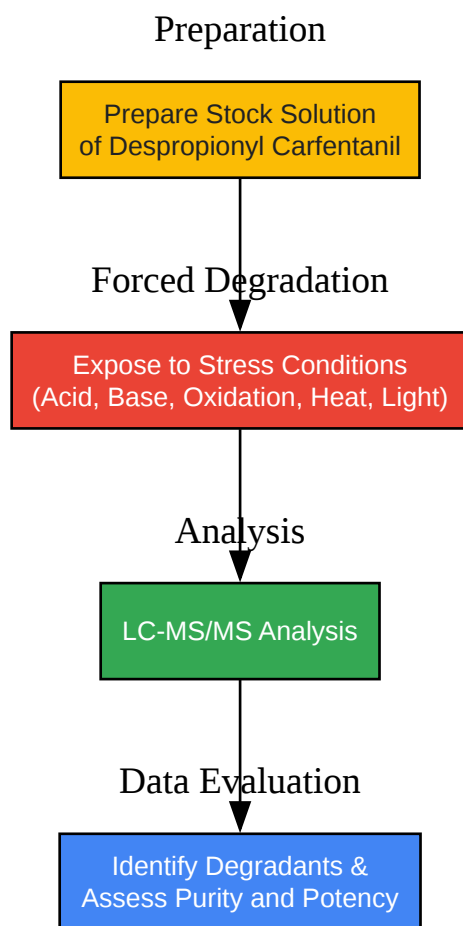 Preparation
Prepare Stock Solution
of Despropionyl Carfentanil
Forced Degradation
Expose to Stress Conditions
(Acid, Base, Oxidation, Heat, Light)
Analysis
LC-MS/MS Analysis
Data Evaluation
Identify Degradants &
Assess Purity and Potency